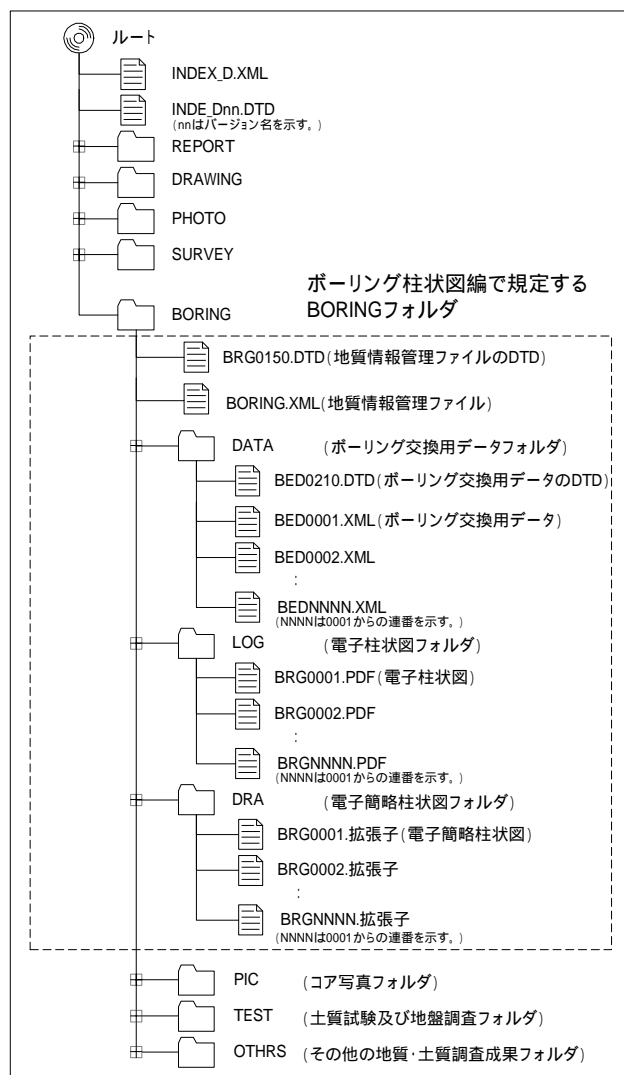 ルート
INDEX_D.XML
INDE_Dnn.DTD
(nnはバージョン名を示す。)
REPORT
DRAWING
PHOTO
SURVEY
ボーリング柱状図編で規定する
BORINGフォルダ
BORING
BRG0150.DTD(地質情報管理ファイルのDTD)
BORING.XML(地質情報管理ファイル)
DATA (ボーリング交換用データフォルダ)
BED0210.DTD(ボーリング交換用データのDTD)
BED0001.XML(ボーリング交換用データ)
BED0002.XML
:
BEDNNNN.XML
(NNNNは0001からの連番を示す。)
LOG (電子柱状図フォルダ)
BRG0001.PDF(電子柱状図)
BRG0002.PDF
:
BRGNNNN.PDF
(NNNNは0001からの連番を示す。)
DRA (電子簡略柱状図フォルダ)
BRG0001.拡張子(電子簡略柱状図)
BRG0002.拡張子
:
BRGNNNN.拡張子
(NNNNは0001からの連番を示す。)
PIC (コア写真フォルダ)
TEST (土質試験及び地盤調査フォルダ)
OTHRS (その他の地質・土質調査成果フォルダ)